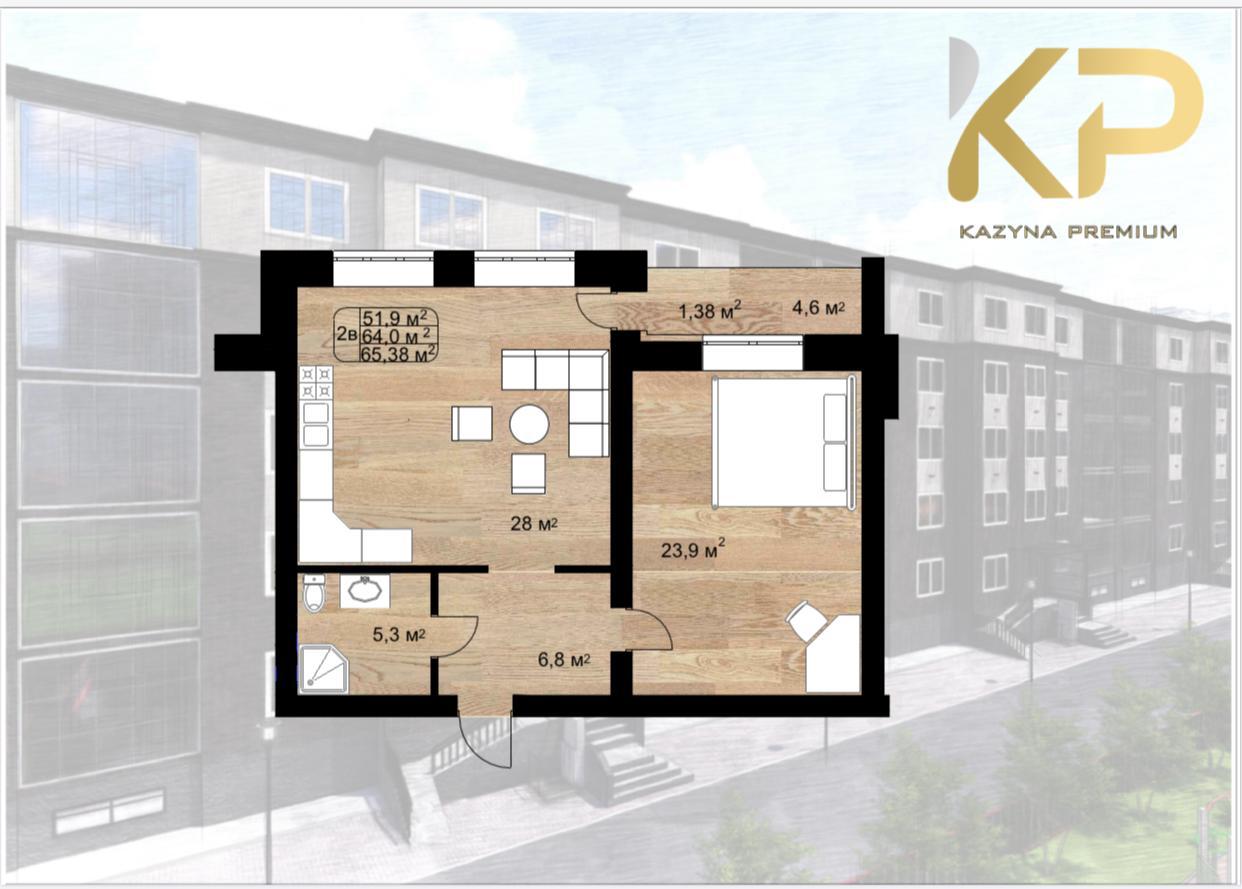 KP
KAZYNA PREMIUM
1,38 м²
4,6 м²
2в
51,9 м²
64,0 м²
65,38 м²
28 м²
23,9 м²
5,3 м²
6,8 м²